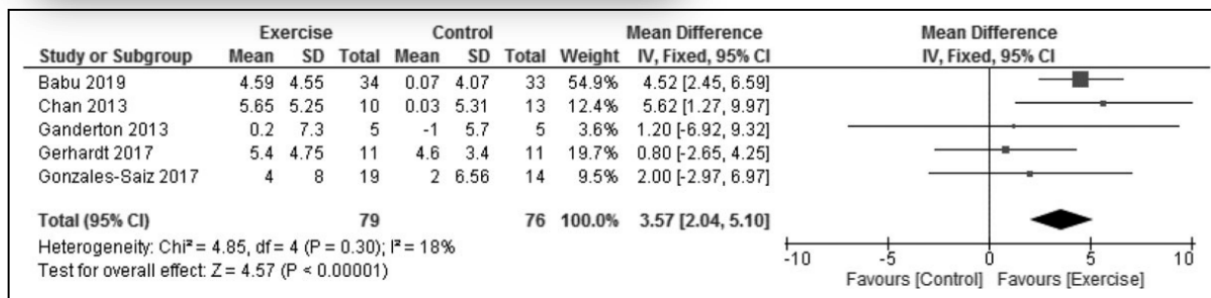 Exercise Control Mean Difference Mean Difference
Study or Subgroup Mean SD Total Mean SD Total Weight IV, Fixed, 95% CI IV, Fixed, 95% CI
Babu 2019 4.59 4.55 34 0.07 4.07 33 54.9% 4.52 [2.45, 6.59]
Chan 2013 5.65 5.25 10 0.03 5.31 13 12.4% 5.62 [1.27, 9.97]
Ganderton 2013 0.2 7.3 5 -1 5.7 5 3.6% 1.20 [-6.92, 9.32]
Gerhardt 2017 5.4 4.75 11 4.6 3.4 11 19.7% 0.80 [-2.65, 4.25]
Gonzales-Saiz 2017 4 8 19 2 6.56 14 9.5% 2.00 [-2.97, 6.97]
Total (95% CI) 79 76 100.0% 3.57 [2.04, 5.10]
Heterogeneity: Chi² = 4.85, df = 4 (P = 0.30); I² = 18%
Test for overall effect: Z = 4.57 (P < 0.00001)
-10 -5 0 5 10
Favours [Control] Favours [Exercise]